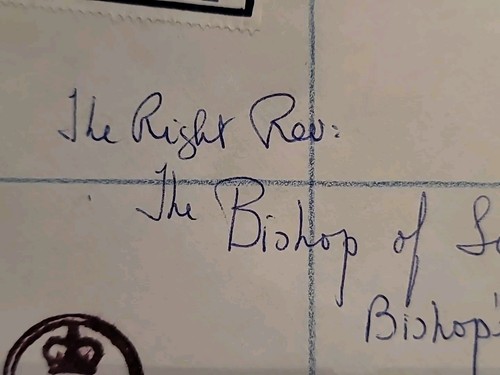 The Right Rev:
The Bishop of
Bishop's